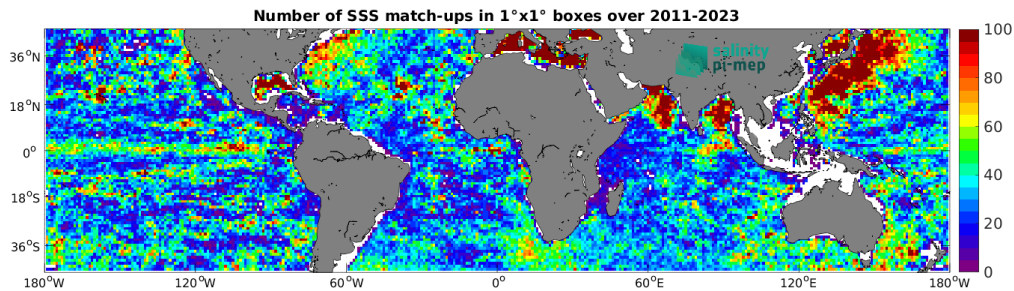 Number of SSS match-ups in 1°x1° boxes over 2011-2023
36°N
18°N
0°
18°S
36°S
180°W
120°W
60°W
0°
60°E
120°E
180°W
salinity
pi-mep
100
80
60
40
20
0